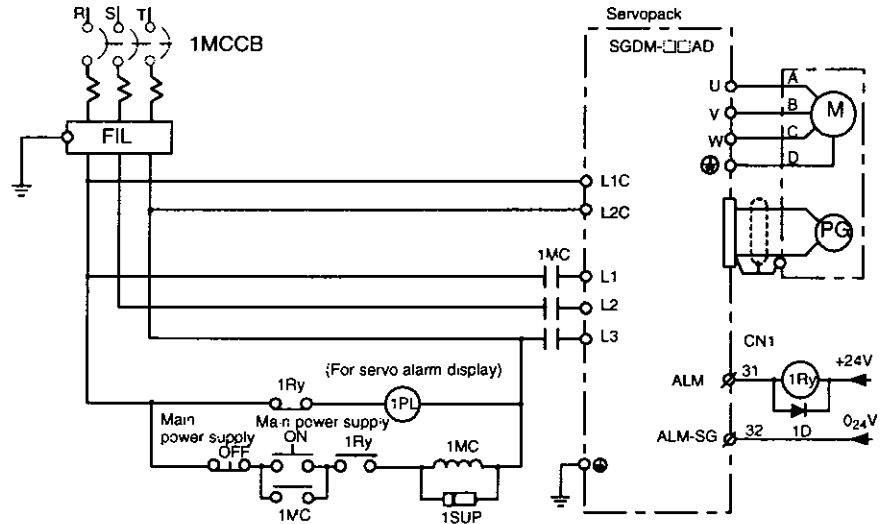 R S T
1MCCB
FIL
Servopack
SGDM-□□AD
U
V
W
A
B
C
D
M
PG
L1C
L2C
1MC
L1
L2
L3
(For servo alarm display)
1Ry
1PL
Main
power supply
OFF
Main power supply
ON
1Ry
1MC
1MC
1SUP
CN1
ALM
31
1Ry
+24V
ALM-SG
32
1D
0₂₄V